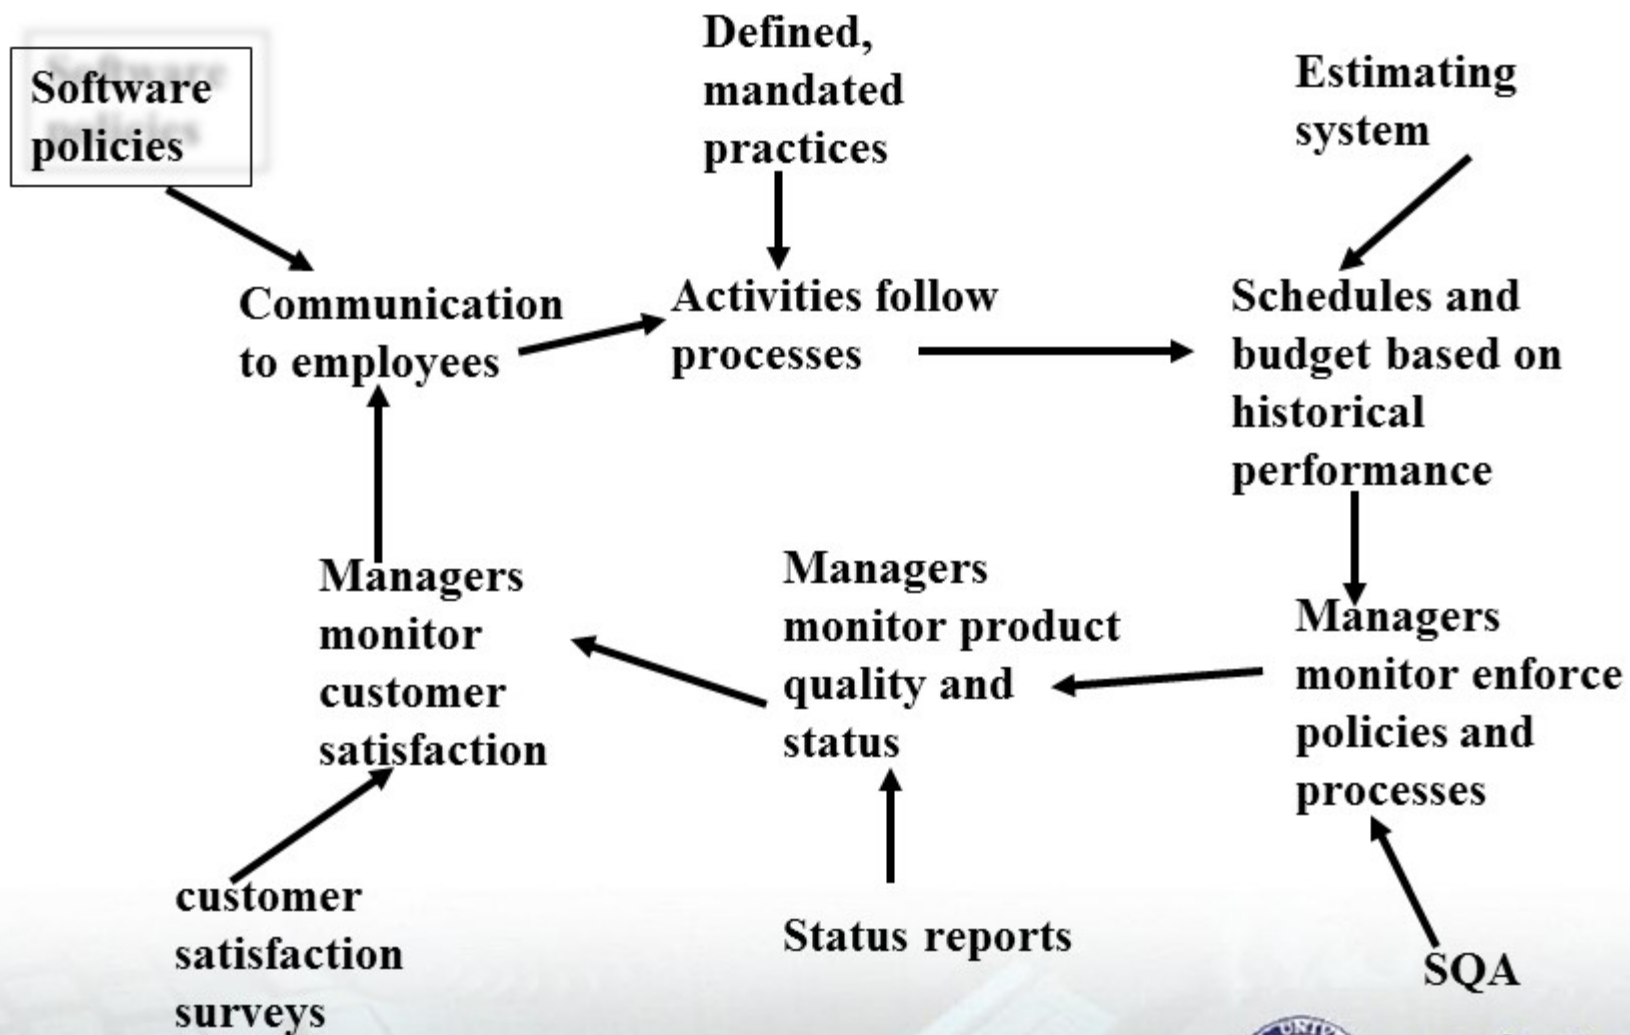 Software
policies
Defined,
mandated
practices
Estimating
system
Communication
to employees
Activities follow
processes
Schedules and
budget based on
historical
performance
Managers
monitor
customer
satisfaction
Managers
monitor product
quality and
status
Managers
monitor enforce
policies and
processes
customer
satisfaction
surveys
Status reports
SQA